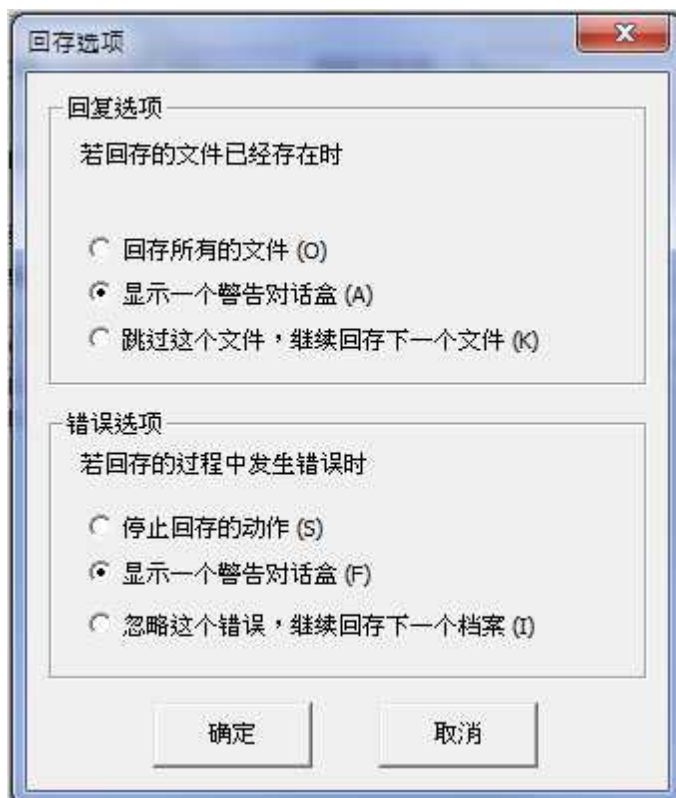 回存选项
回复选项
若回存的文件已经存在时
回存所有的文件 (O)
显示一个警告对话盒 (A)
跳过这个文件，继续回存下一个文件 (K)
错误选项
若回存的过程中发生错误时
停止回存的动作 (S)
显示一个警告对话盒 (F)
忽略这个错误，继续回存下一个档案 (I)
确定 取消